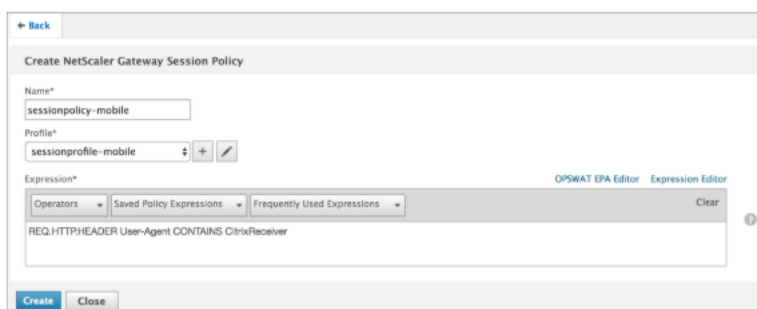 ← Back
Create NetScaler Gateway Session Policy
Name*
sessionpolicy-mobile
Profile*
sessionprofile-mobile +
Expression* OPSWAT EPA Editor Expression Editor
Operators Saved Policy Expressions Frequently Used Expressions Clear
REQ.HTTP.HEADER User-Agent CONTAINS CitrixReceiver
?
Create Close